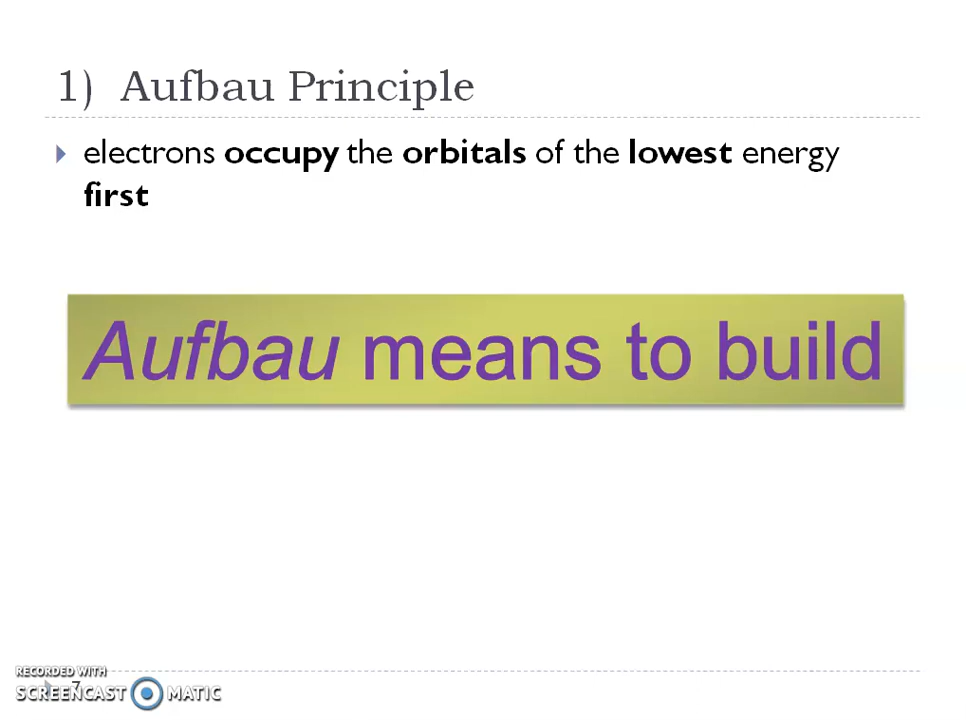 1) Aufbau Principle
electrons occupy the orbitals of the lowest energy
first
Aufbau means to build
RECORDED WITH
7
SCREENCAST MATIC